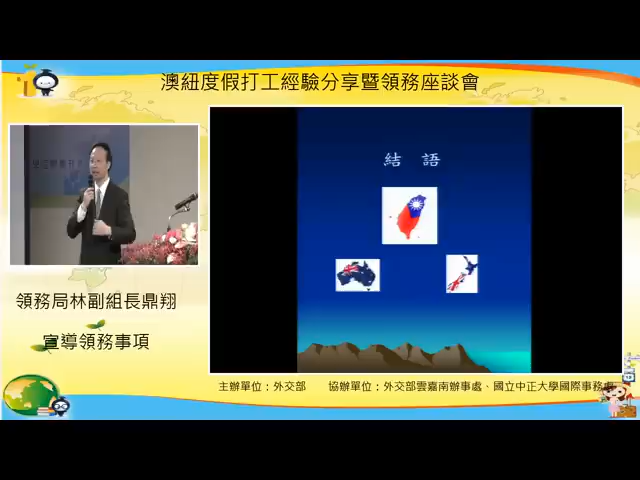 澳紐度假打工經驗分享暨領務座談會
結 語
領務局林副組長鼎翔
宣導領務事項
主辦單位：外交部 協辦單位：外交部雲嘉南辦事處、國立中正大學國際事務處